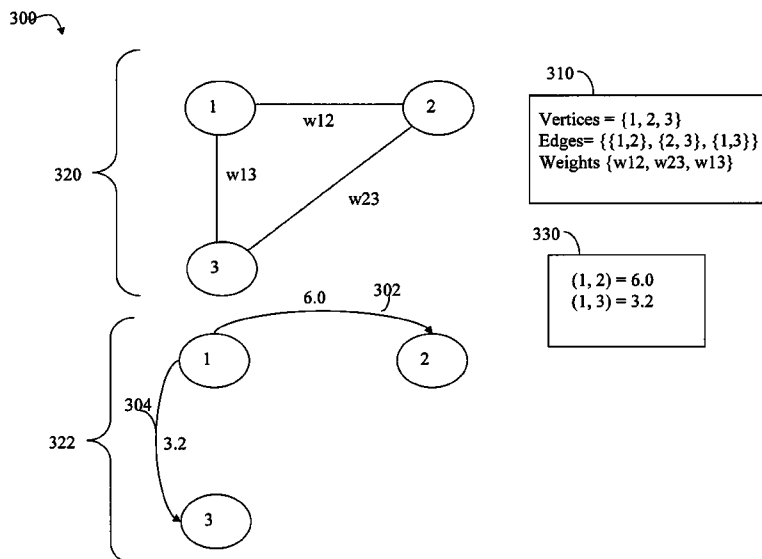 300
1
2
w12
w13
w23
3
320
310
Vertices = {1, 2, 3}
Edges= {{1,2}, {2, 3}, {1,3}}
Weights {w12, w23, w13}
330
(1, 2) = 6.0
(1, 3) = 3.2
6.0
302
1
2
304
3.2
322
3